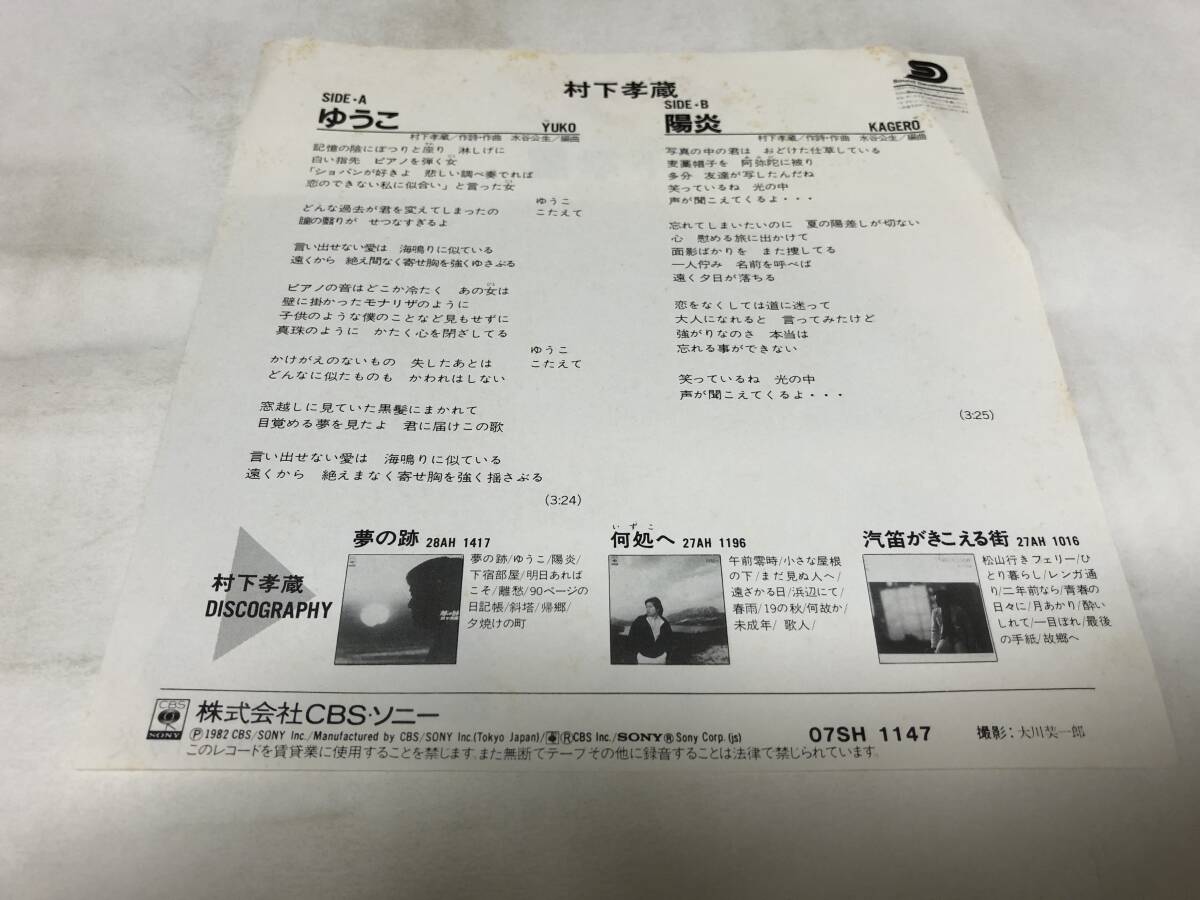 村下孝蔵
SIDE・A
ゆうこ YUKO
村下孝蔵/作詩・作曲 水谷公生/編曲
記憶の陰にぽつりと座り 淋しげに
白い指先 ピアノを弾く女
「ショパンが好きよ 悲しい調べ奏でれば
恋のできない私に似合い」と言った女
ゆうこ
どんな過去が君を変えてしまったの こたえて
瞳の翳りが せつなすぎるよ
言い出せない愛は 海鳴りに似ている
遠くから 絶え間なく寄せ胸を強くゆさぶる
ピアノの音はどこか冷たく あの女は
壁に掛かったモナリザのように
子供のような僕のことなど見もせずに
真珠のように かたく心を閉ざしてる
ゆうこ
かけがえのないもの 失したあとは こたえて
どんなに似たものも かわれはしない
窓越しに見ていた黒髪にまかれて
目覚める夢を見たよ 君に届けこの歌
言い出せない愛は 海鳴りに似ている
遠くから 絶えまなく寄せ胸を強く揺さぶる
(3:24)
SIDE・B
陽炎 KAGERŌ
村下孝蔵/作詩・作曲 水谷公生/編曲
写真の中の君は おどけた仕草している
麦藁帽子を 阿弥陀に被り
多分 友達が写したんだね
笑っているね 光の中
声が聞こえてくるよ・・・
忘れてしまいたいのに 夏の陽差しが切ない
心 慰める旅に出かけて
面影ばかりを また捜してる
一人佇み 名前を呼べば
遠く夕日が落ちる
恋をなくしては道に迷って
大人になれると 言ってみたけど
強がりなのさ 本当は
忘れる事ができない
笑っているね 光の中
声が聞こえてくるよ・・・
(3:25)
村下孝蔵
DISCOGRAPHY
夢の跡 28AH 1417
夢の跡/ゆうこ/陽炎/
下宿部屋/明日あれば
こそ/離愁/90ページの
日記帳/斜塔/帰郷/
夕焼けの町
いずこ
何処へ 27AH 1196
午前零時/小さな屋根
の下/まだ見ぬ人へ/
遠ざかる日/浜辺にて/
春雨/19の秋/何故か/
未成年/歌人/
汽笛がきこえる街 27AH 1016
松山行きフェリー/ひ
とり暮らし/レンガ通
り/二年前なら/青春の
日々に/月あかり/酔い
しれて/一目ぼれ/最後
の手紙/故郷へ
CBS
SONY
株式会社CBS・ソニー
Ⓟ1982 CBS/SONY Inc./Manufactured by CBS/SONY Inc.(Tokyo Japan)/®CBS Inc./SONY® Sony Corp.(js)
07SH 1147
撮影:大川奘一郎
このレコードを賃貸業に使用することを禁じます。また無断でテープその他に録音することは法律で禁じられています。